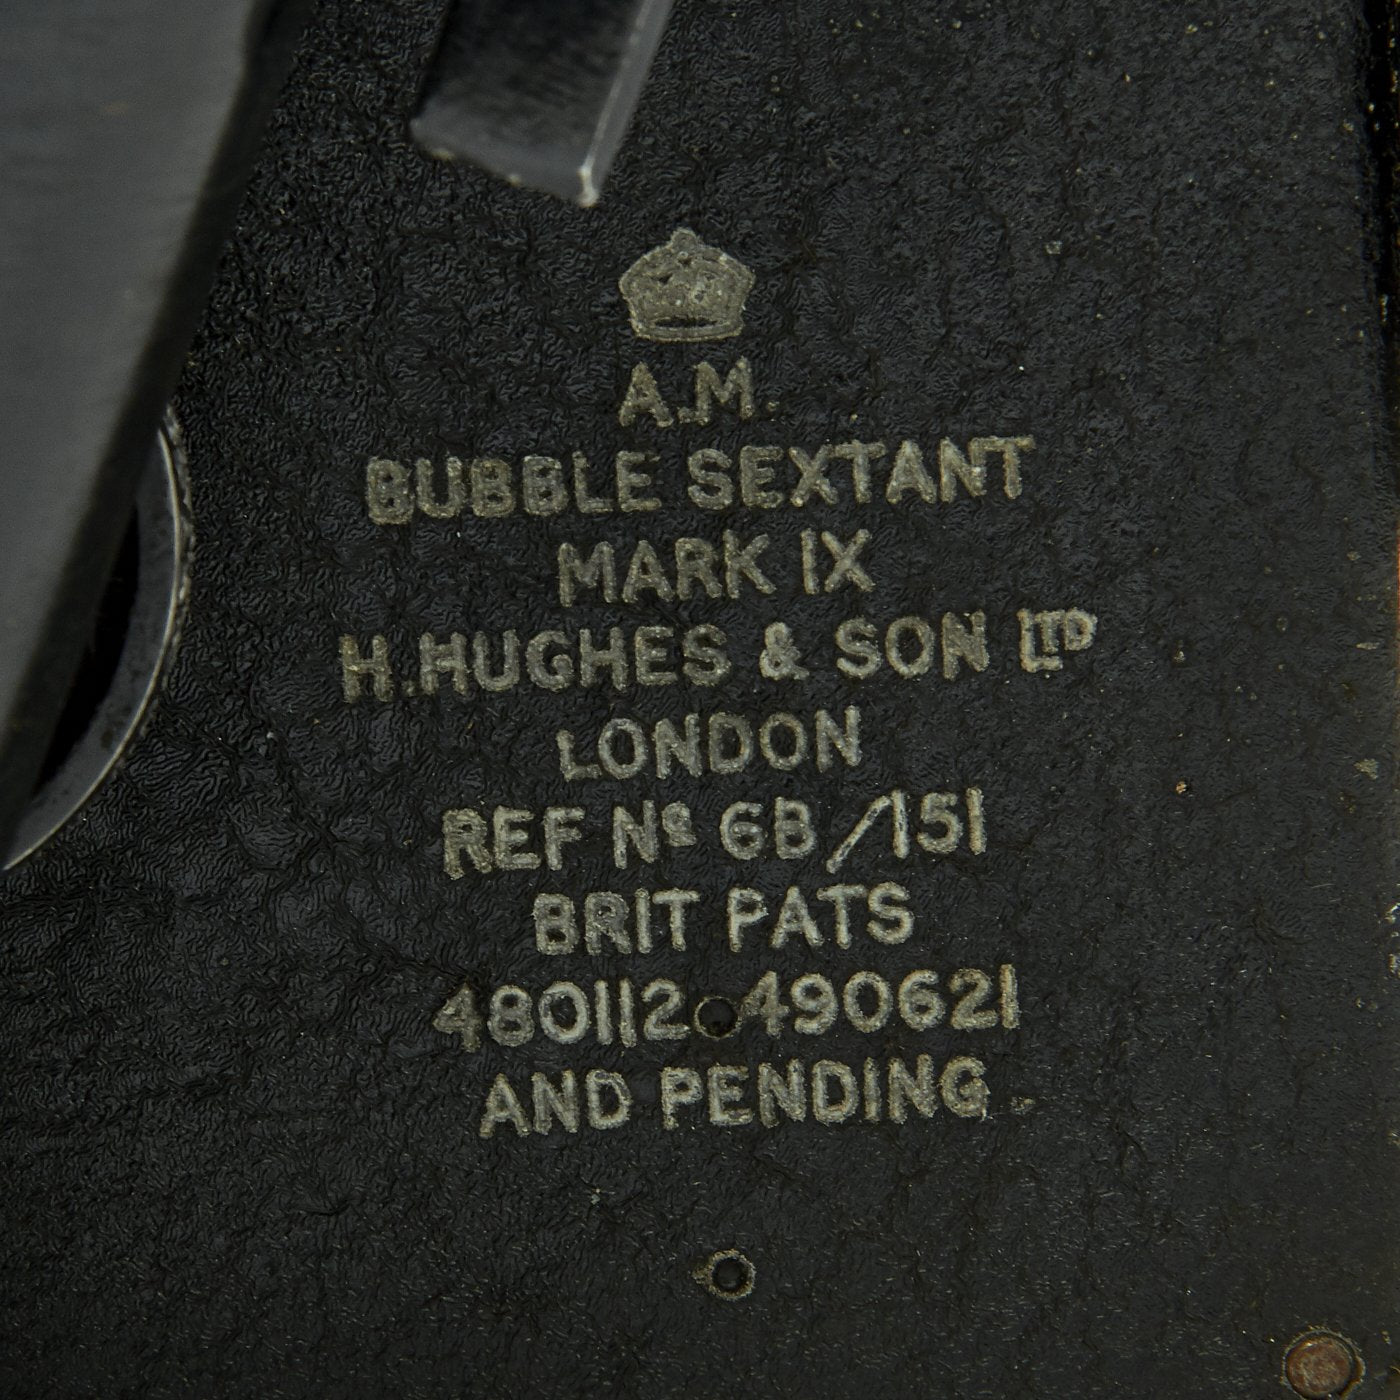 A.M.
BUBBLE SEXTANT
MARK IX
H.HUGHES & SON LTD
LONDON
REF Nº 6B/151
BRIT PATS
480112 490621
AND PENDING.